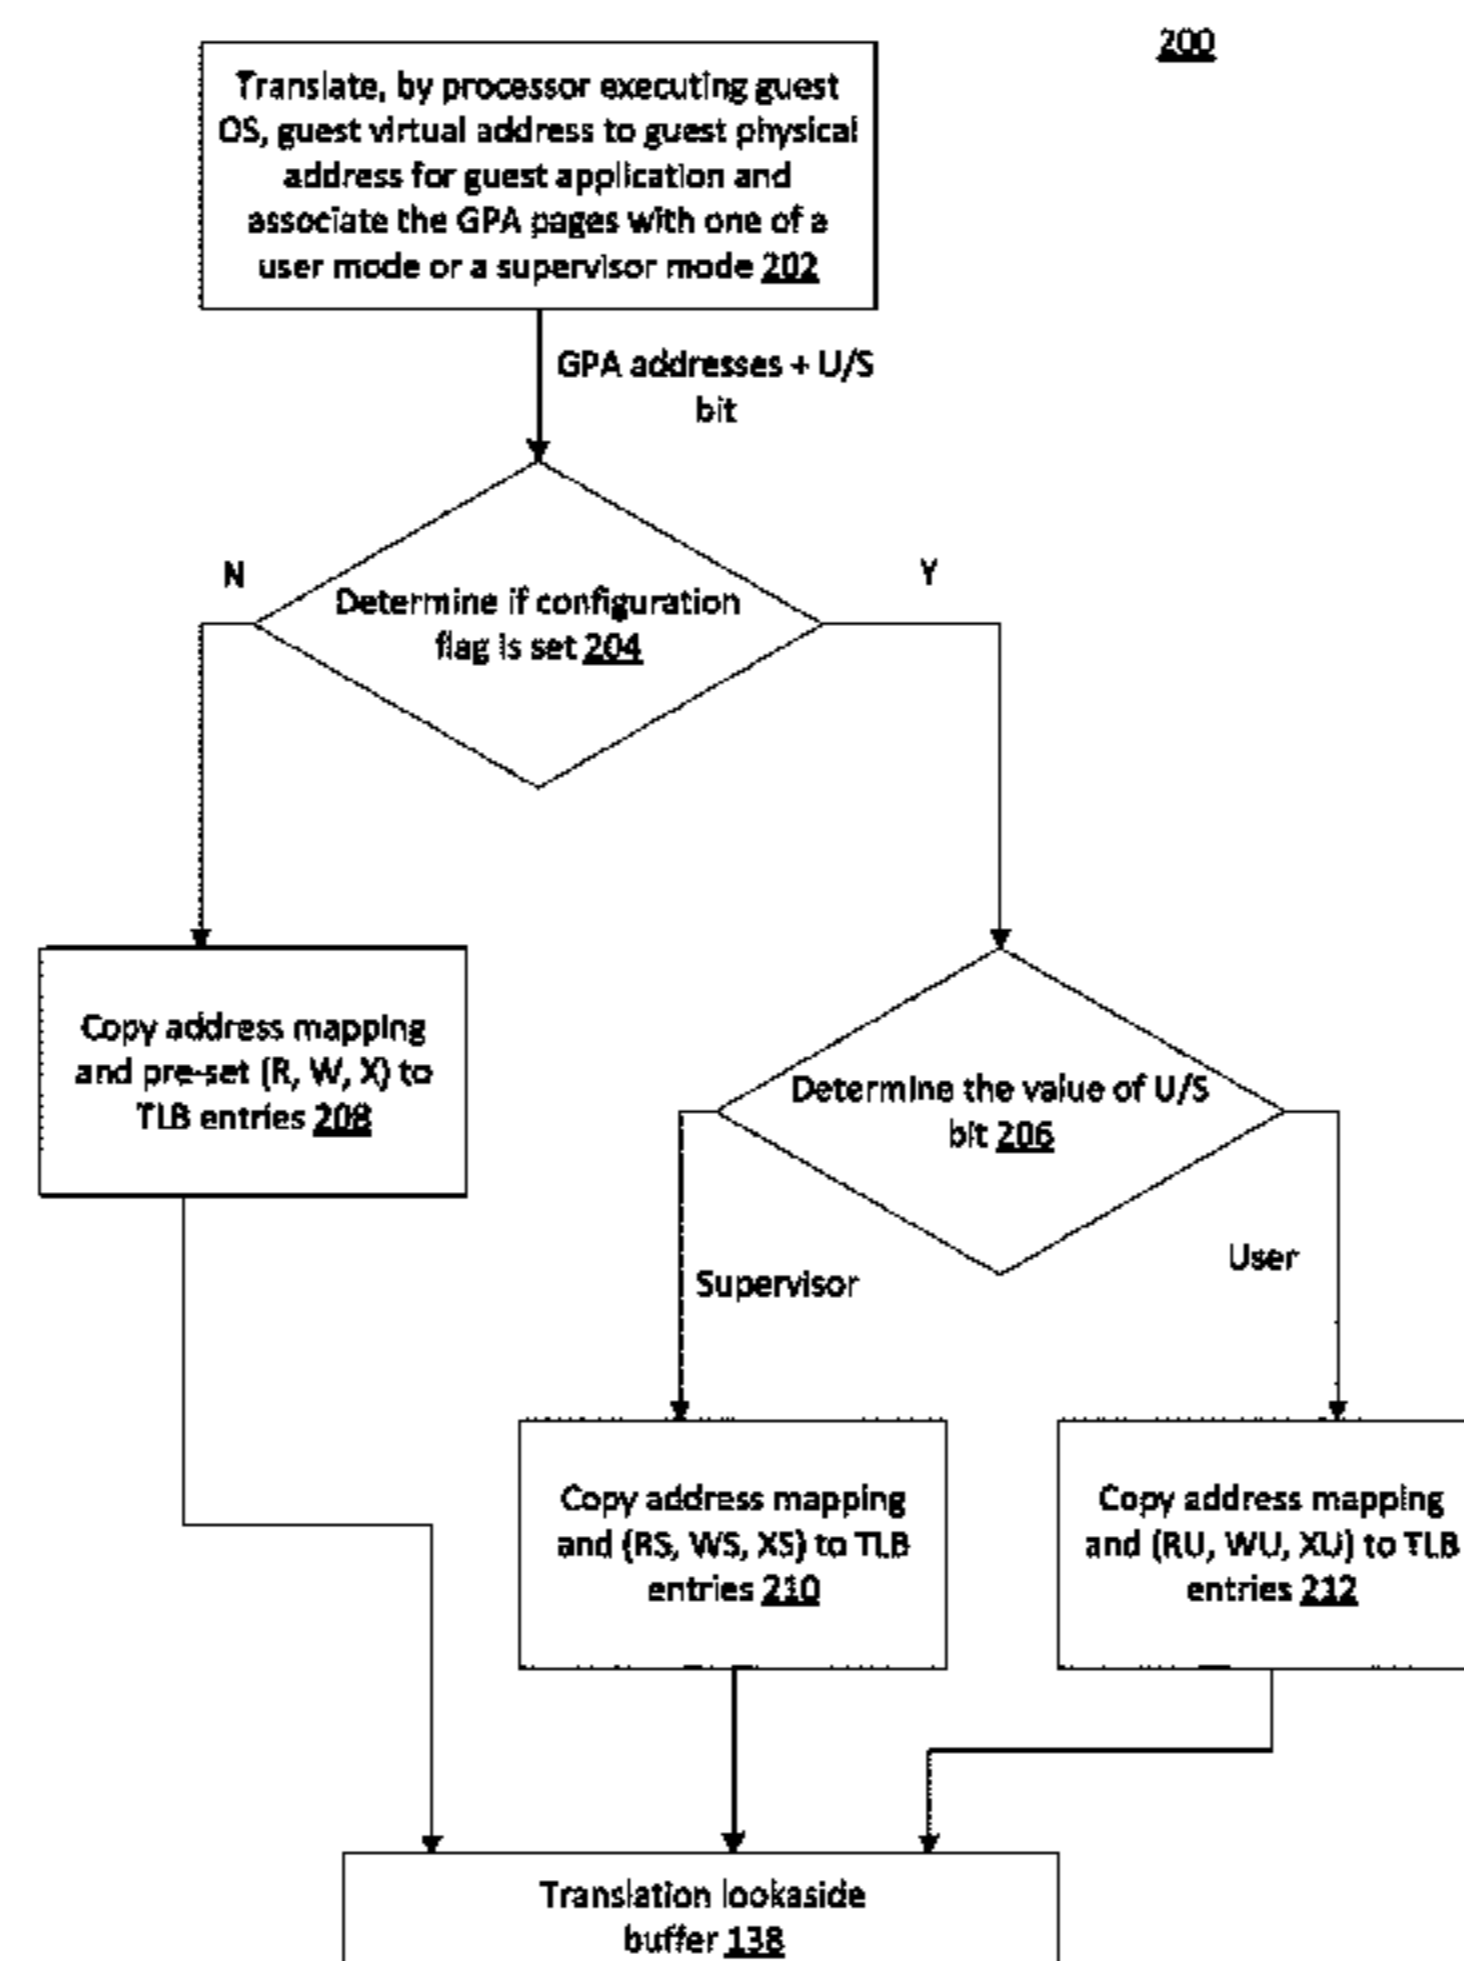 200
Translate, by processor executing guest
OS, guest virtual address to guest physical
address for guest application and
associate the GPA pages with one of a
user mode or a supervisor mode 202
GPA addresses + U/S
bit
N
Y
Determine if configuration
flag is set 204
Copy address mapping
and pre-set (R, W, X) to
TLB entries 208
Determine the value of U/S
bit 206
Supervisor
User
Copy address mapping
and (RS, WS, XS) to TLB
entries 210
Copy address mapping
and (RU, WU, XU) to TLB
entries 212
Translation lookaside
buffer 138